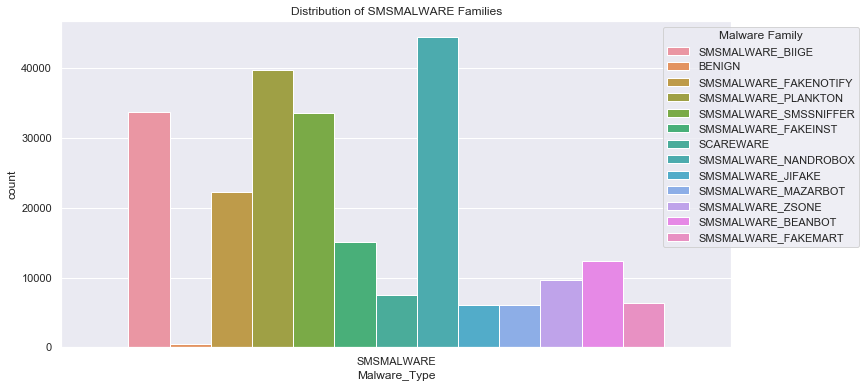 Distribution of SMSMALWARE Families
Malware Family
SMSMALWARE_BIIGE
BENIGN
SMSMALWARE_FAKENOTIFY
SMSMALWARE_PLANKTON
SMSMALWARE_SMSSNIFFER
SMSMALWARE_FAKEINST
SCAREWARE
SMSMALWARE_NANDROBOX
SMSMALWARE_JIFAKE
SMSMALWARE_MAZARBOT
SMSMALWARE_ZSONE
SMSMALWARE_BEANBOT
SMSMALWARE_FAKEMART
count
40000
30000
20000
10000
0
SMSMALWARE
Malware_Type